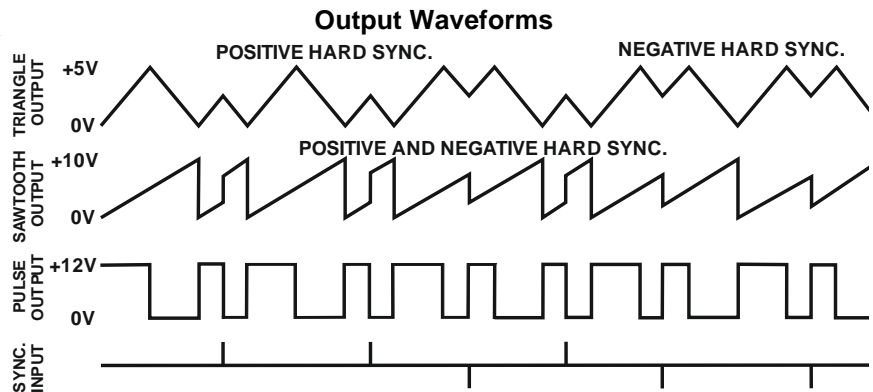 Output Waveforms
POSITIVE HARD SYNC.
NEGATIVE HARD SYNC.
TRIANGLE
OUTPUT
+5V
0V
POSITIVE AND NEGATIVE HARD SYNC.
SAWTOOTH
OUTPUT
+10V
0V
PULSE
OUTPUT
+12V
0V
SYNC.
INPUT